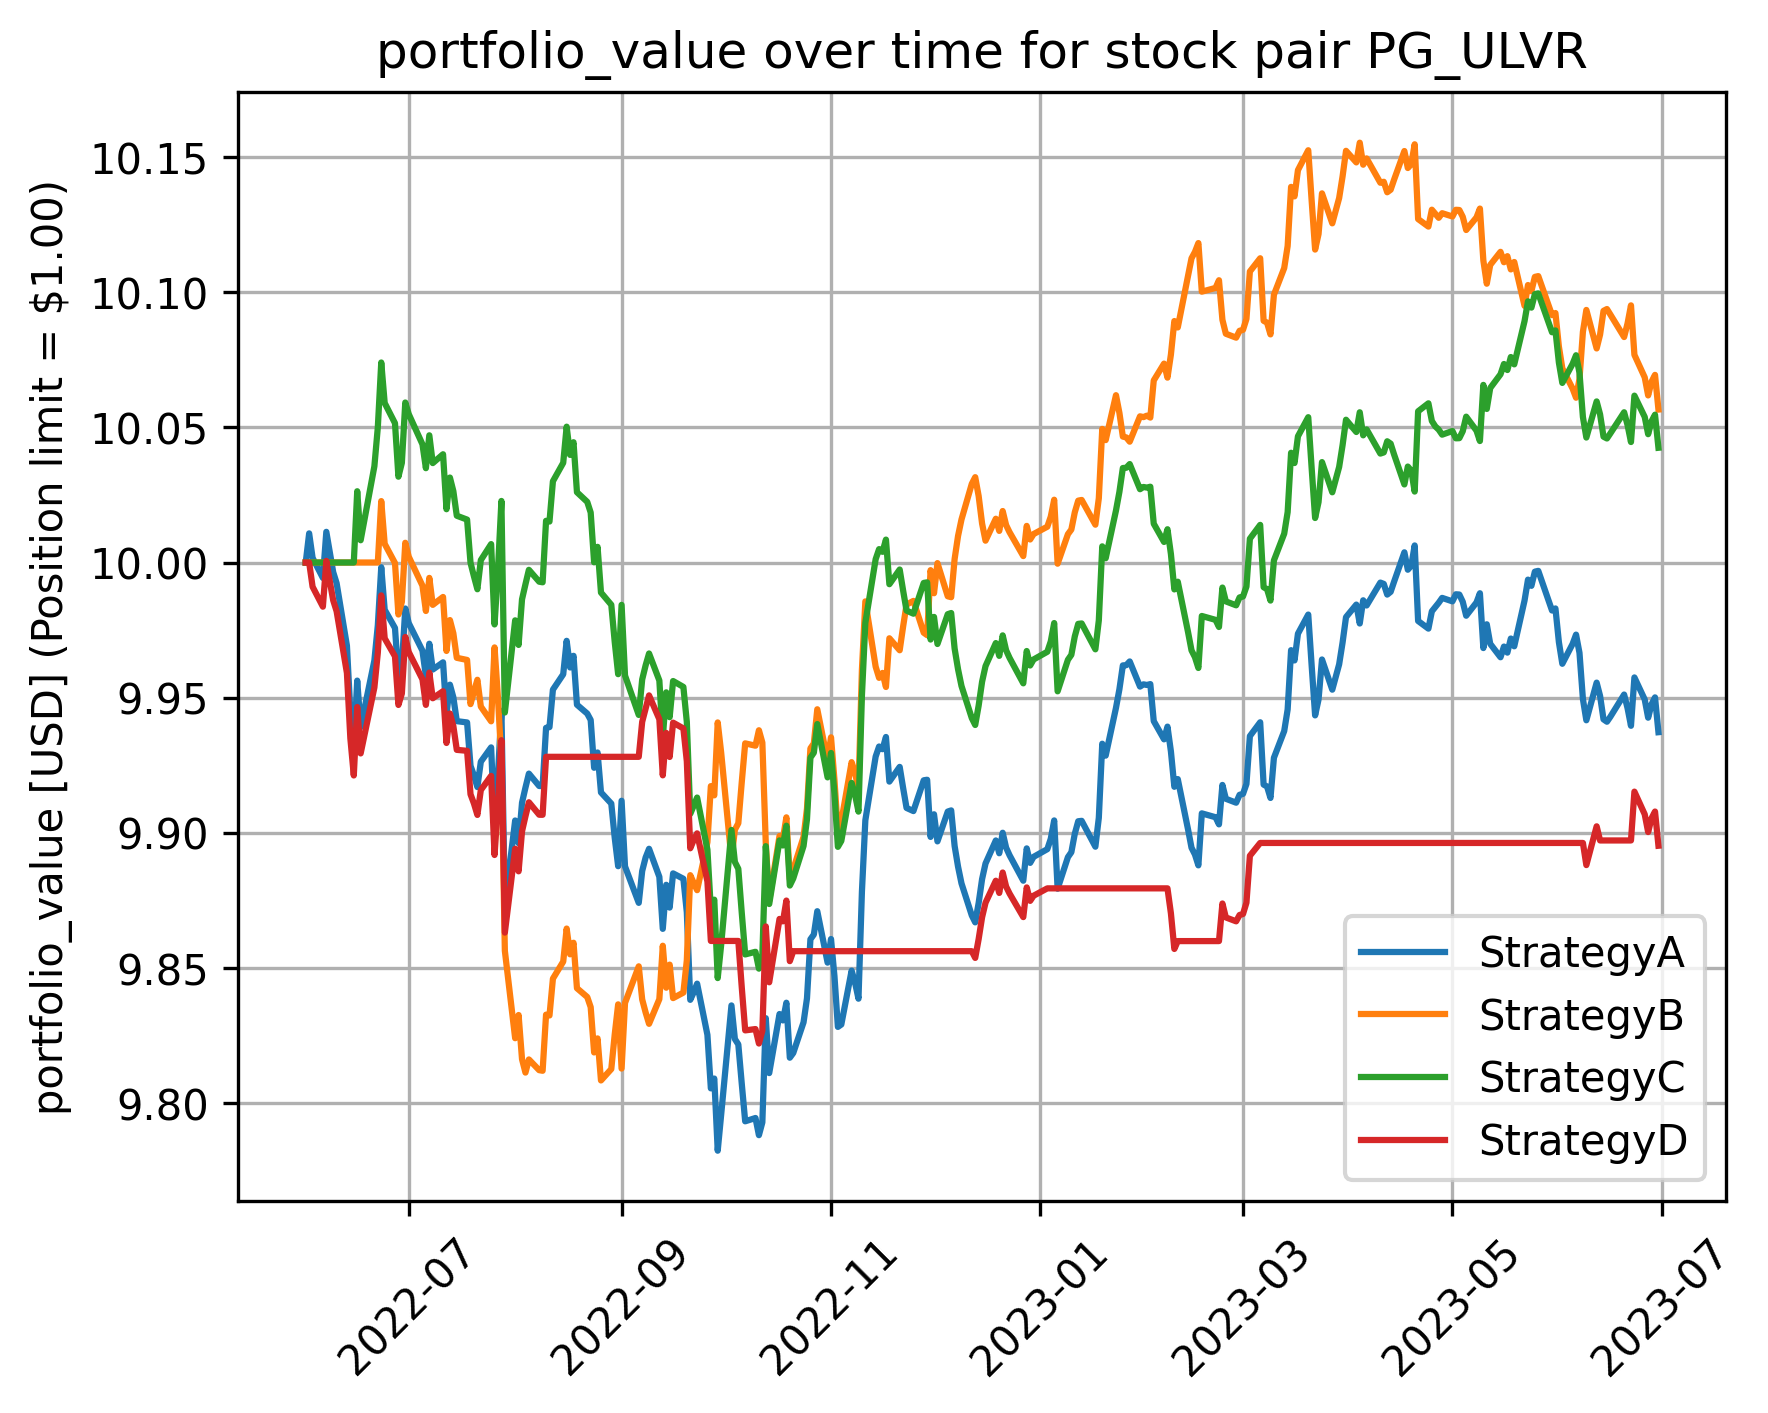 portfolio_value over time for stock pair PG_ULVR
portfolio_value [USD] (Position limit = $1.00)
10.15
10.10
10.05
10.00
9.95
9.90
9.85
9.80
StrategyA
StrategyB
StrategyC
StrategyD
2022-07
2022-09
2022-11
2023-01
2023-03
2023-05
2023-07